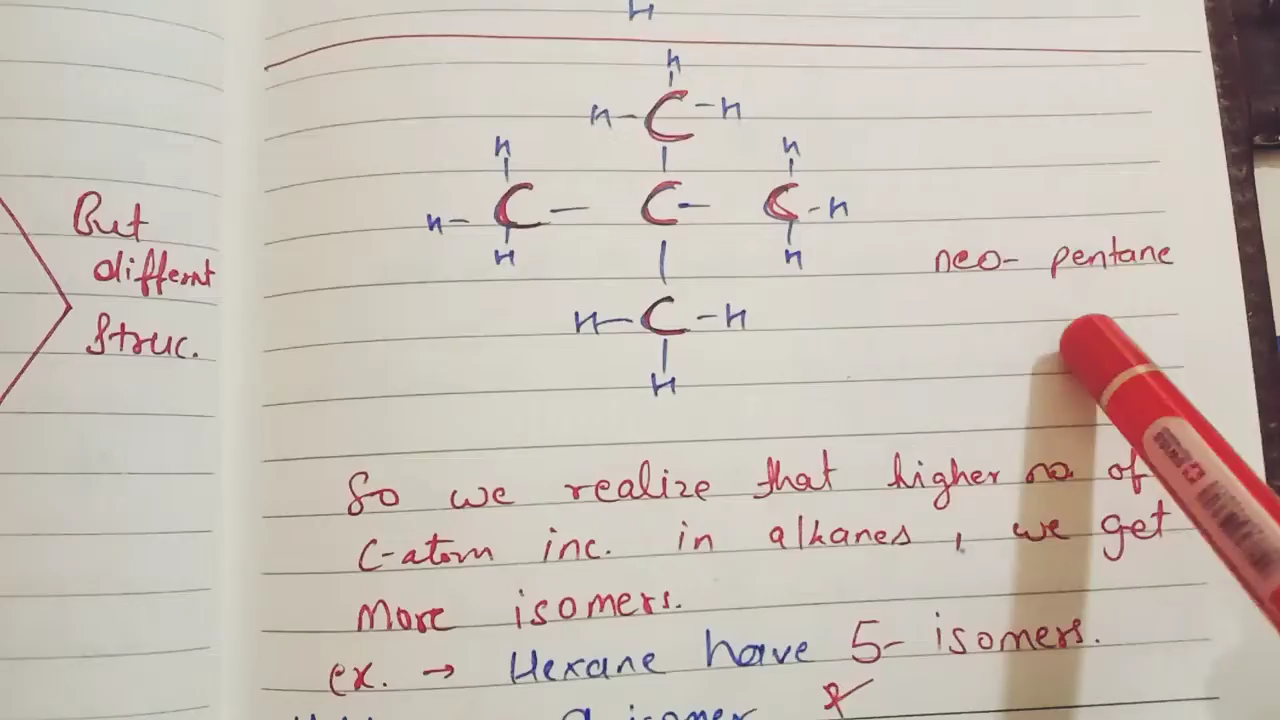 But
different
Struc.
H
H
H-C-H
H H
H-C-C-C-H
H H
neo-pentane
H-C-H
H
So we realize that higher no. of
C-atom inc. in alkanes, we get
More isomers.
ex. → Hexane have 5-isomers.
isomer